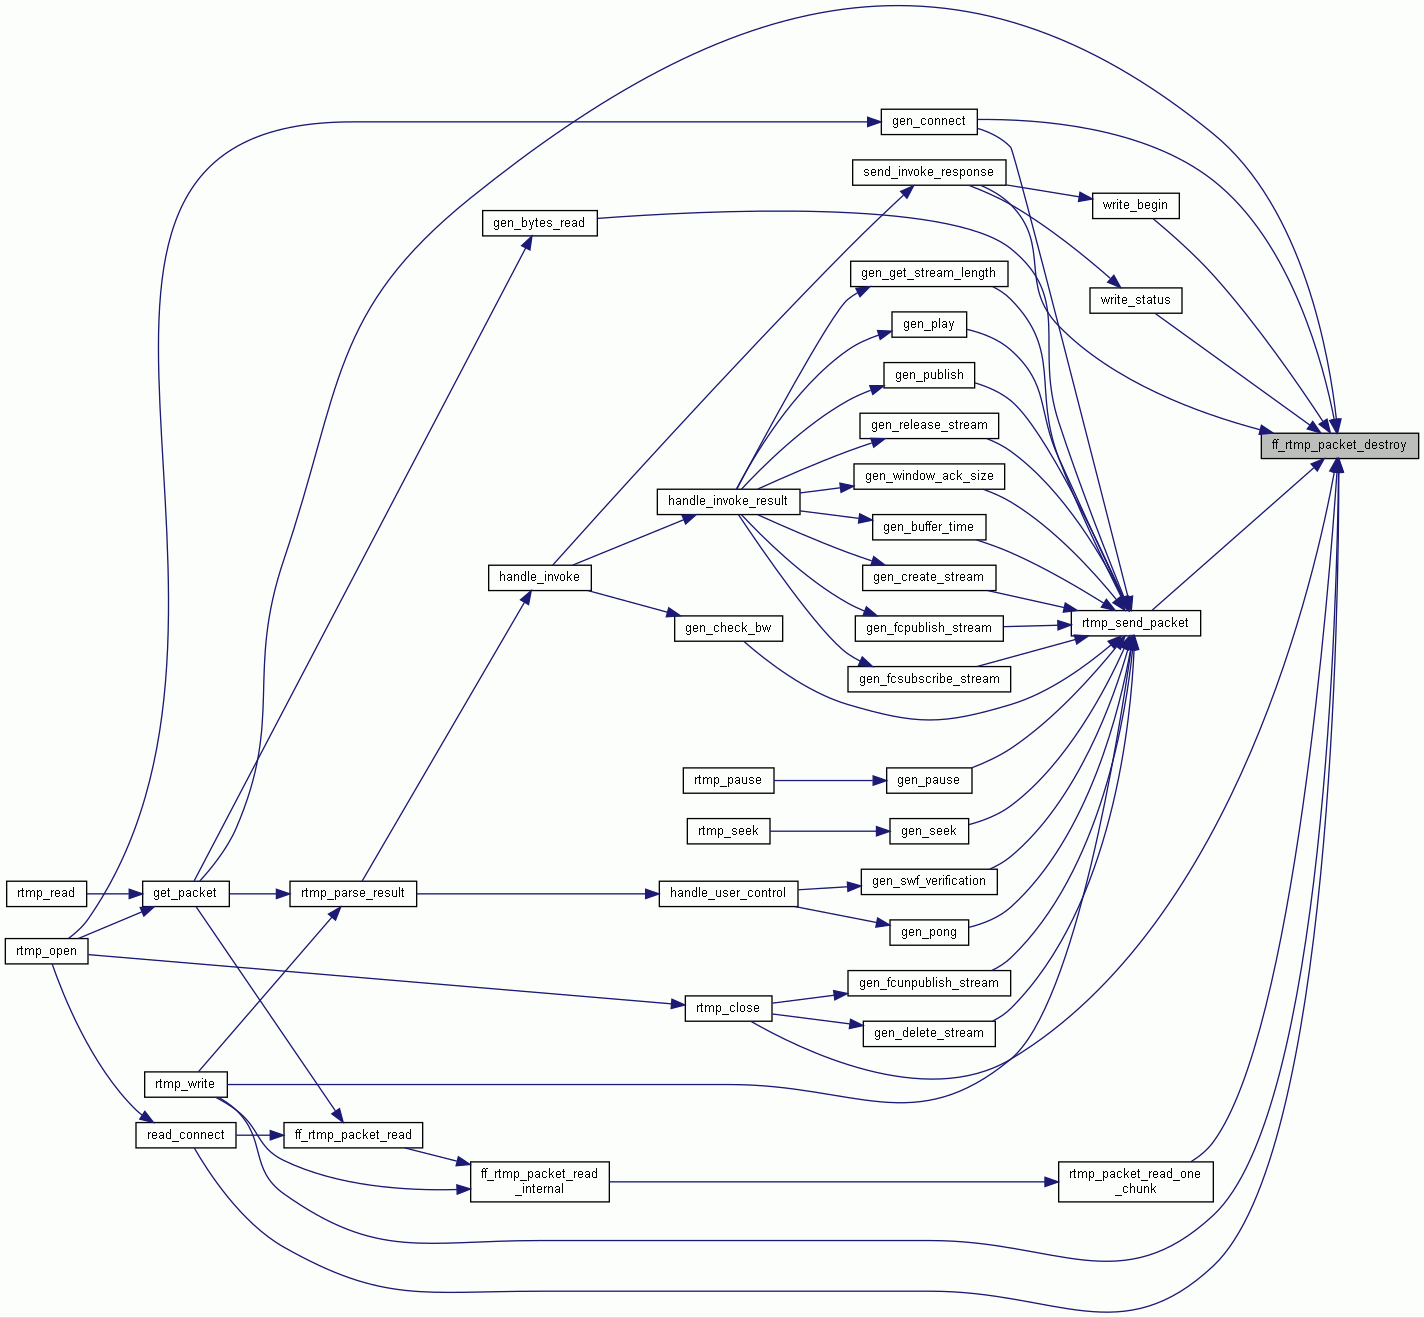 gen_connect
send_invoke_response
write_begin
gen_bytes_read
gen_get_stream_length
write_status
gen_play
gen_publish
gen_release_stream
ff_rtmp_packet_destroy
gen_window_ack_size
handle_invoke_result
gen_buffer_time
handle_invoke
gen_create_stream
gen_check_bw
gen_fcpublish_stream
rtmp_send_packet
gen_fcsubscribe_stream
rtmp_pause
gen_pause
rtmp_seek
gen_seek
gen_swf_verification
rtmp_read
get_packet
rtmp_parse_result
handle_user_control
gen_pong
rtmp_open
gen_fcunpublish_stream
rtmp_close
gen_delete_stream
rtmp_write
read_connect
ff_rtmp_packet_read
ff_rtmp_packet_read
_internal
rtmp_packet_read_one
_chunk